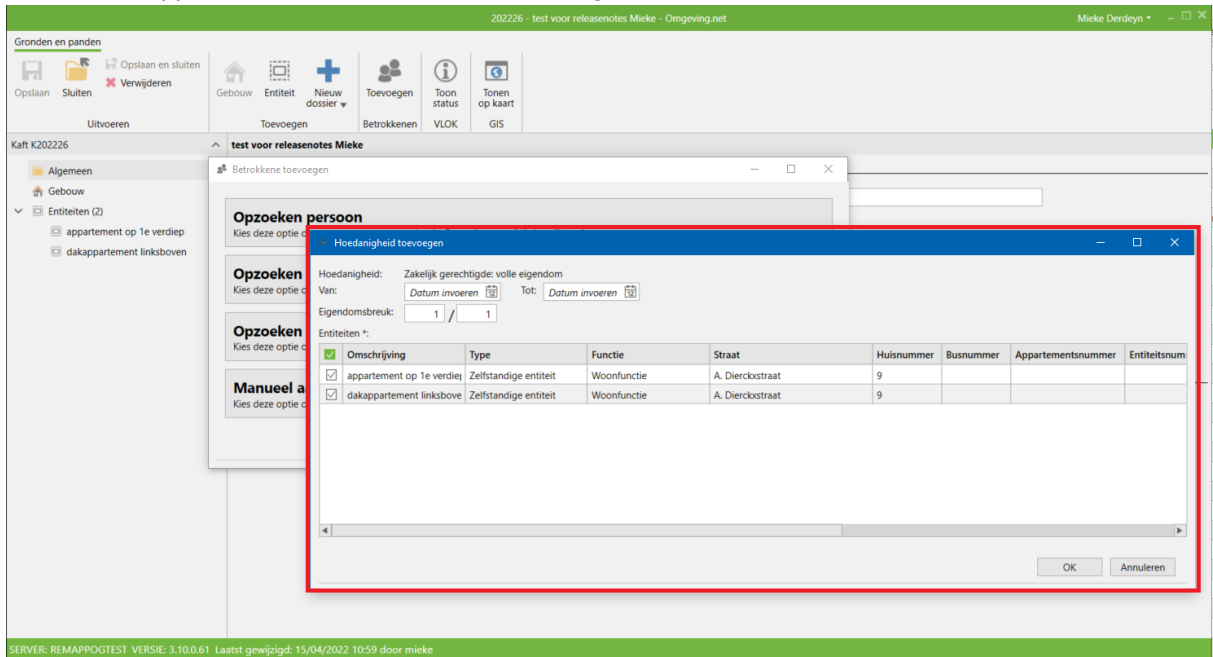 202226 - test voor releasenotes Mieke - Omgeving.net
Mieke Derdeyn
Gronden en panden
Opslaan
Sluiten
Opslaan en sluiten
Verwijderen
Uitvoeren
Gebouw
Entiteit
Nieuw dossier
Toevoegen
Toevoegen
Betrokkenen
Toon status
VLOK
Tonen op kaart
GIS
Kaft K202226
test voor releasenotes Mieke
Algemeen
Gebouw
Entiteiten (2)
appartement op 1e verdiep
dakappartement linksboven
Betrokkene toevoegen
Opzoeken persoon
Kies deze optie
Opzoeken
Kies deze optie
Opzoeken
Kies deze optie
Manueel
Kies deze optie
Hoedanigheid toevoegen
Hoedanigheid: Zakelijk gerechtigde: volle eigendom
Van: Datum invoeren 12 Tot: Datum invoeren 12
Eigendomsbreuk: 1 / 1
Entiteiten *:
Omschrijving Type Functie Straat Huisnummer Busnummer Appartementsnummer Entiteitsnum
appartement op 1e verdiep Zelfstandige entiteit Woonfunctie A. Dierckxstraat 9
dakappartement linksbove Zelfstandige entiteit Woonfunctie A. Dierckxstraat 9
OK Annuleren
SERVER: REMAPPOGTEST VERSIE: 3.10.0.61 Laatst gewijzigd: 15/04/2022 10:59 door mieke